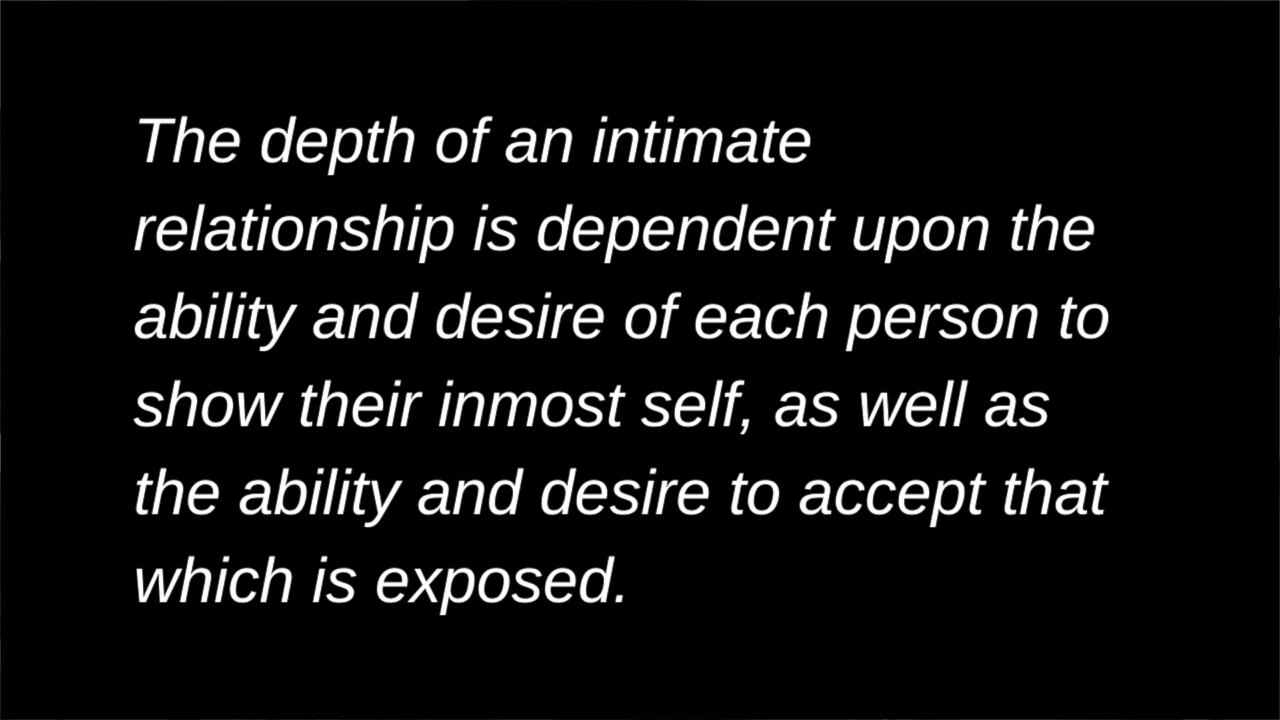 The depth of an intimate
relationship is dependent upon the
ability and desire of each person to
show their inmost self, as well as
the ability and desire to accept that
which is exposed.